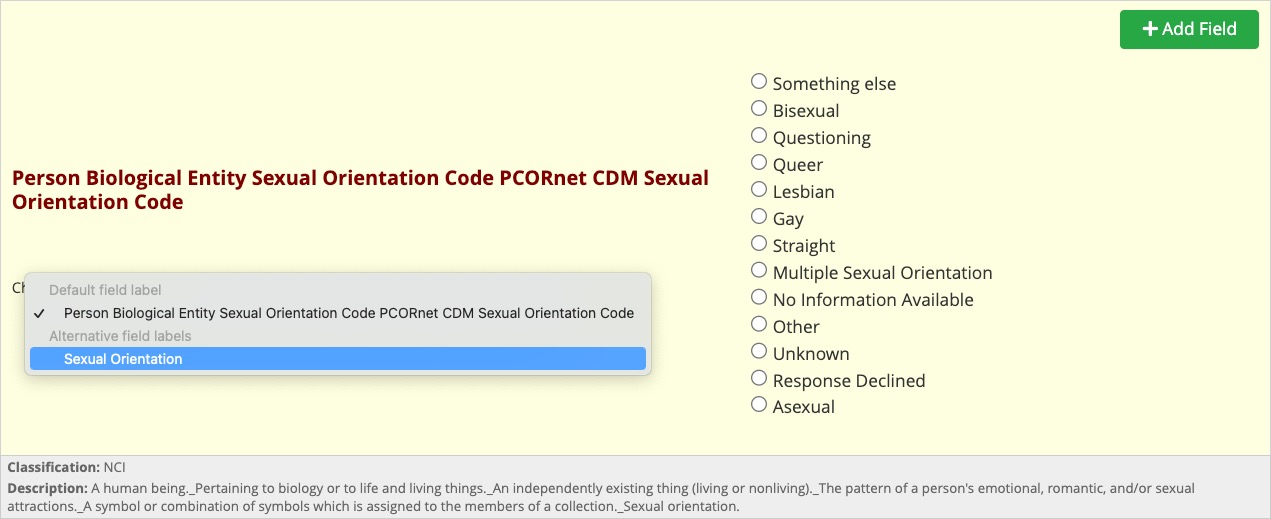 Add Field
Person Biological Entity Sexual Orientation Code PCORnet CDM Sexual
Orientation Code
Default field label
✓ Person Biological Entity Sexual Orientation Code PCORnet CDM Sexual Orientation Code
Alternative field labels
Sexual Orientation
Something else
Bisexual
Questioning
Queer
Lesbian
Gay
Straight
Multiple Sexual Orientation
No Information Available
Other
Unknown
Response Declined
Asexual
Classification: NCI
Description: A human being._Pertaining to biology or to life and living things._An independently existing thing (living or nonliving)._The pattern of a person's emotional, romantic, and/or sexual
attractions._A symbol or combination of symbols which is assigned to the members of a collection._Sexual orientation.